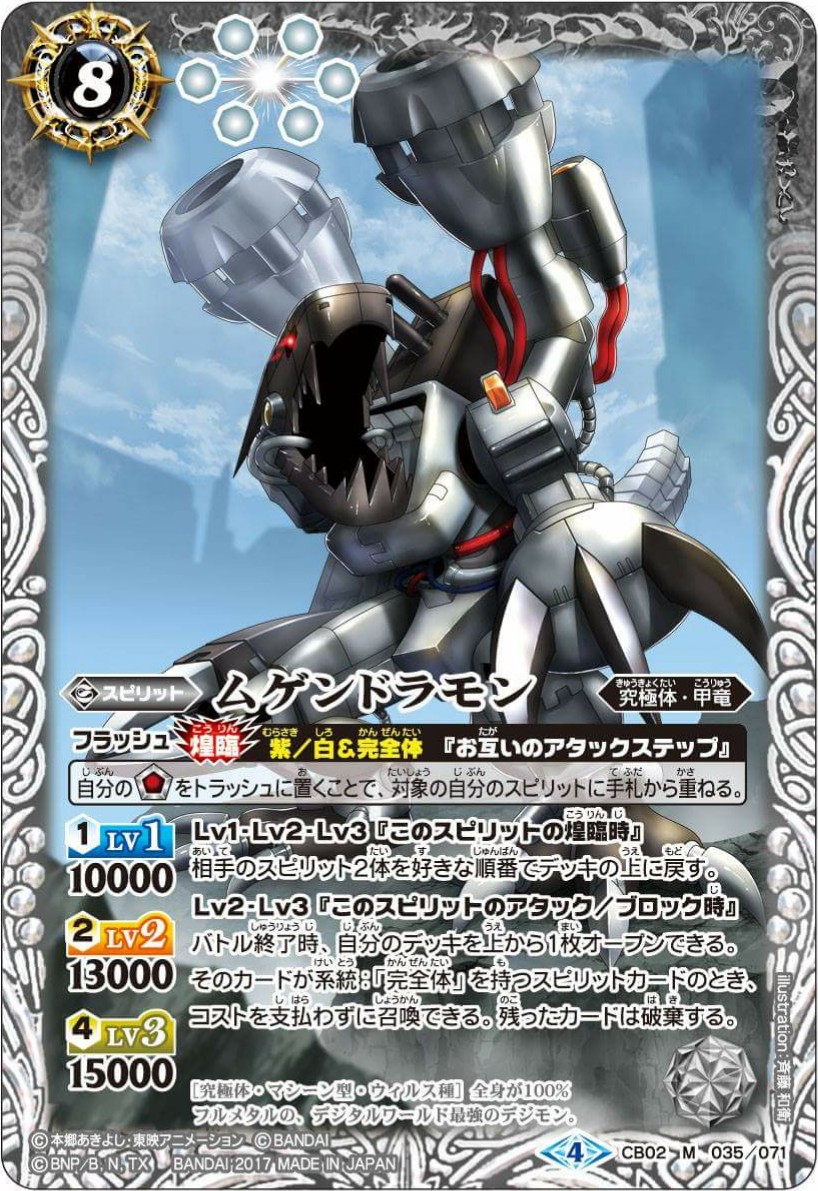 8
スピリット ムゲンドラモン 究極体・甲竜
フラッシュ 煌臨 紫／白＆完全体 『お互いのアタックステップ』
自分の をトラッシュに置くことで、対象の自分のスピリットに手札から重ねる。
1 LV1 10000
Lv1・Lv2・Lv3『このスピリットの煌臨時』
相手のスピリット2体を好きな順番でデッキの上に戻す。
2 LV2 13000
Lv2・Lv3『このスピリットのアタック／ブロック時』
バトル終了時、自分のデッキを上から1枚オープンできる。
そのカードが系統：「完全体」を持つスピリットカードのとき、
コストを支払わずに召喚できる。残ったカードは破棄する。
4 LV3 15000
[究極体・マシーン型・ウィルス種] 全身が100%
フルメタルの、デジタルワールド最強のデジモン。
illustration：斉藤 和衛
©本郷あきよし・東映アニメーション ©BANDAI
©BNP/B, N, TX BANDAI 2017 MADE IN JAPAN
4 CB02 M 035／071